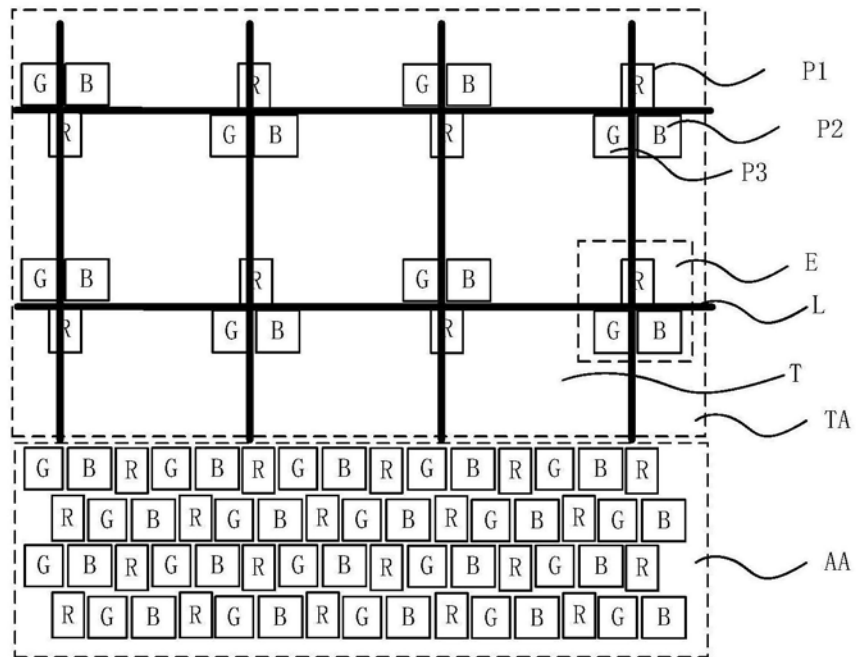 G B R G B R P1
R G B R G B P2
P3
G B R G B R E
L
R G B R G B
T
TA
G B R G B R G B R G B R G B R
R G B R G B R G B R G B R G B
G B R G B R G B R G B R G B R AA
R G B R G B R G B R G B R G B